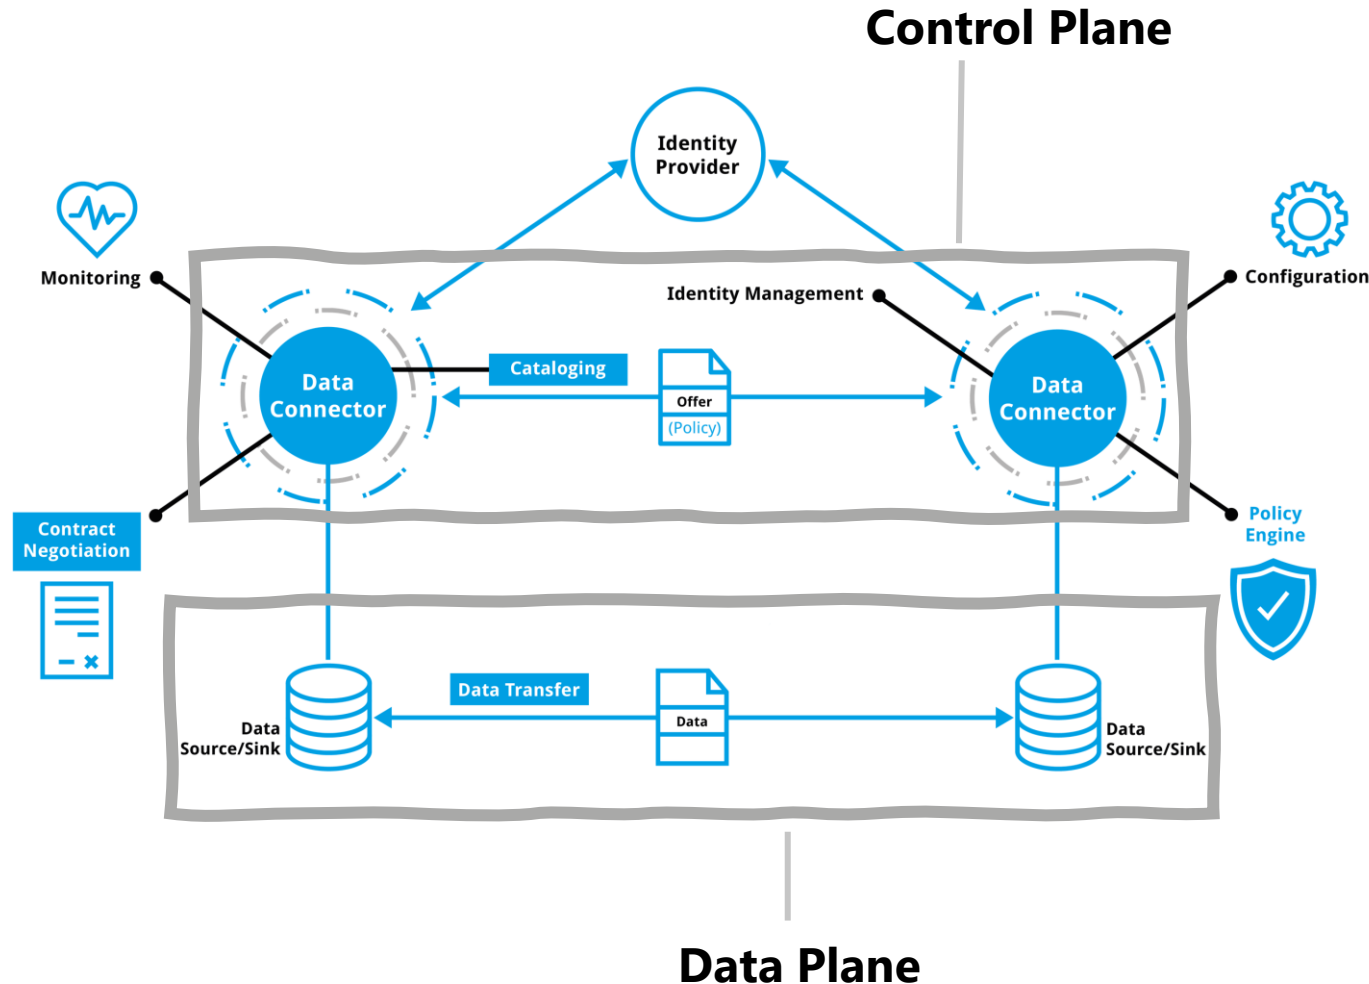 Control Plane
Identity
Provider
Monitoring
Configuration
Identity Management
Cataloging
Data
Connector
Offer
(Policy)
Data
Connector
Contract
Negotiation
Policy
Engine
Data Transfer
Data
Source/Sink
Data
Data
Source/Sink
Data Plane